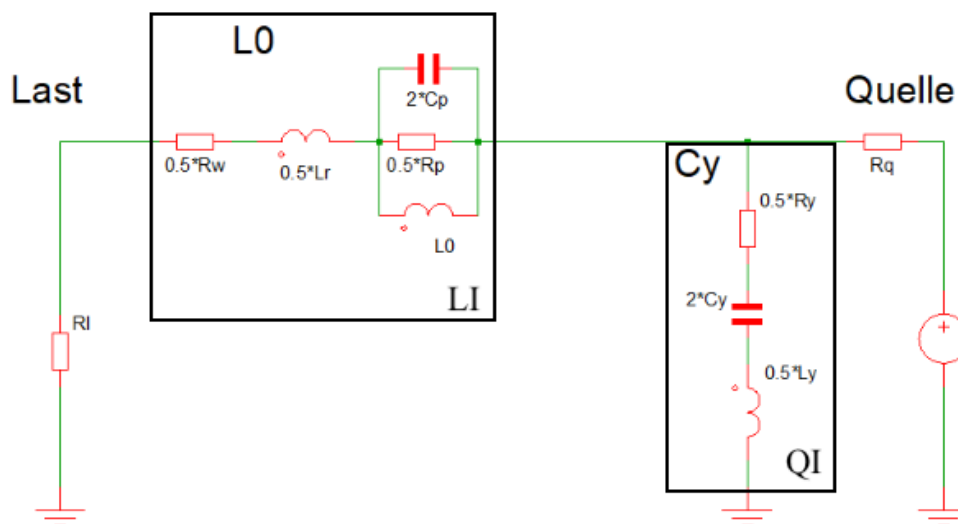 L0
Last
Quelle
2*Cp
0.5*Rw
0.5*Lr
0.5*Rp
Rq
Cy
0.5*Ry
L0
LI
2*Cy
Rl
0.5*Ly
QI